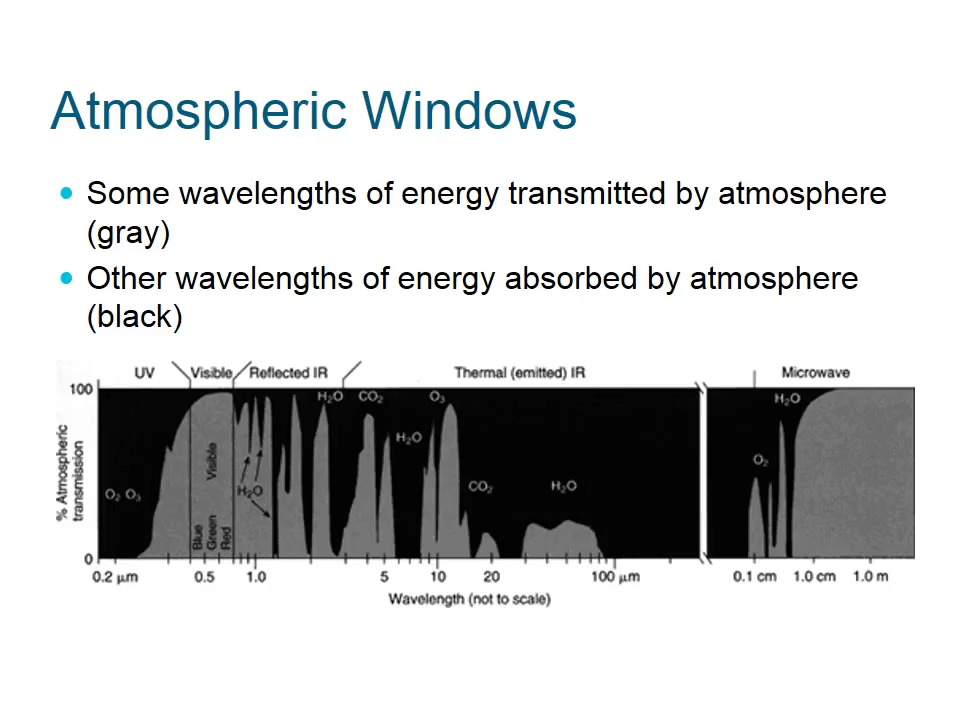 Atmospheric Windows
Some wavelengths of energy transmitted by atmosphere
(gray)
Other wavelengths of energy absorbed by atmosphere
(black)
UV Visible Reflected IR Thermal (emitted) IR Microwave
100
H₂O CO₂ O₃ H₂O
H₂O
% Atmospheric
transmission
Visible
O₂
O₂ O₃ H₂O CO₂ H₂O
Blue
Green
Red
0
0.2 µm 0.5 1.0 5 10 20 100 µm 0.1 cm 1.0 cm 1.0 m
Wavelength (not to scale)